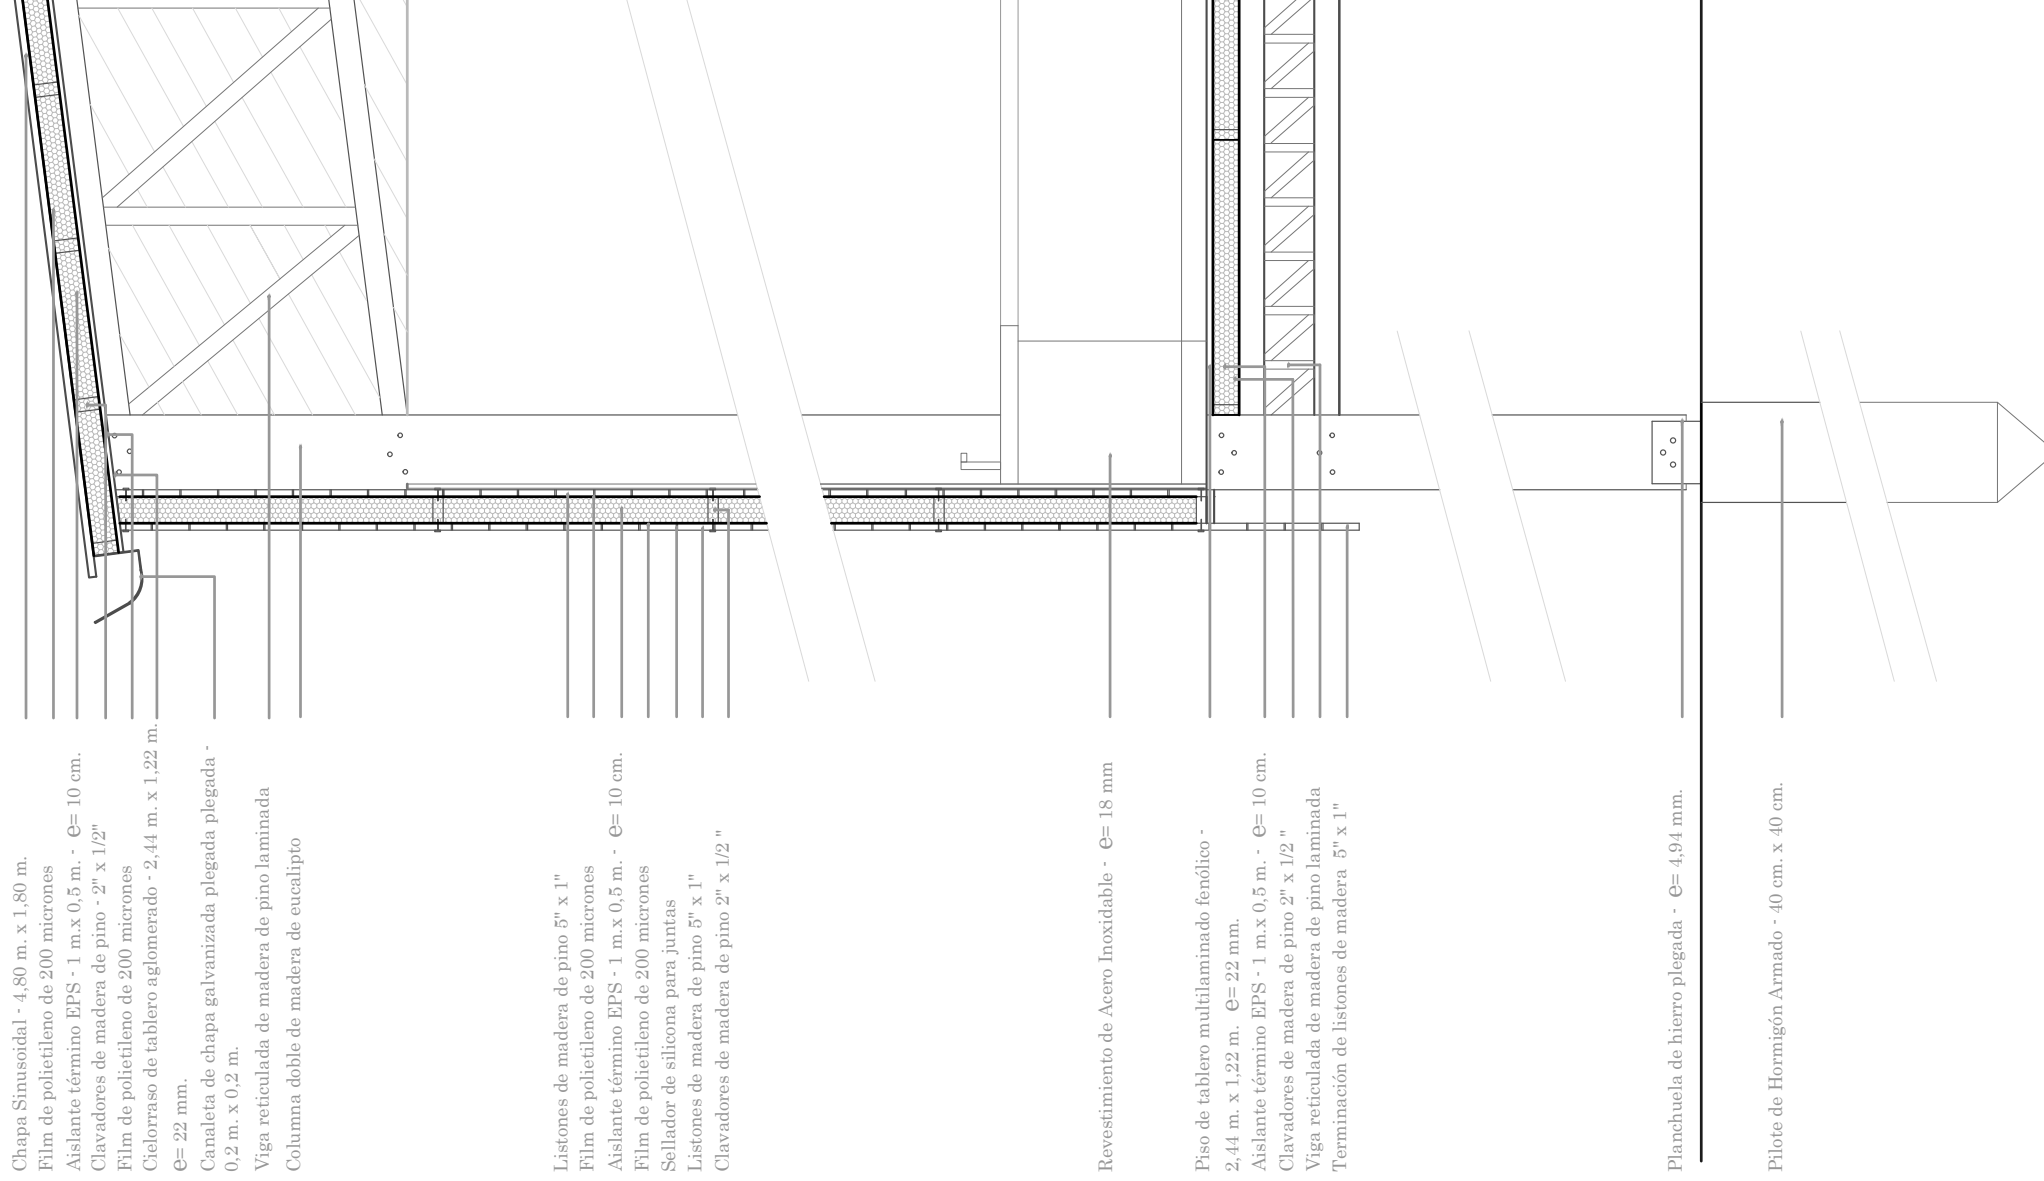 Chapa Sinusoidal - 4,80 m. x 1,80 m.
Film de polietileno de 200 micrones
Aislante término EPS - 1 m.x 0,5 m. - e= 10 cm.
Clavadores de madera de pino - 2" x 1/2"
Film de polietileno de 200 micrones
Cielorraso de tablero aglomerado - 2,44 m. x 1,22 m.
e= 22 mm.
Canaleta de chapa galvanizada plegada plegada -
0,2 m. x 0,2 m.
Viga reticulada de madera de pino laminada
Columna doble de madera de eucalipto
Listones de madera de pino 5" x 1"
Film de polietileno de 200 micrones
Aislante término EPS - 1 m.x 0,5 m. - e= 10 cm.
Film de polietileno de 200 micrones
Sellador de silicona para juntas
Listones de madera de pino 5" x 1"
Clavadores de madera de pino 2" x 1/2 "
Revestimiento de Acero Inoxidable - e= 18 mm
Piso de tablero multilaminado fenólico -
2,44 m. x 1,22 m. e= 22 mm.
Aislante término EPS - 1 m.x 0,5 m. - e= 10 cm.
Clavadores de madera de pino 2" x 1/2 "
Viga reticulada de madera de pino laminada
Terminación de listones de madera 5" x 1"
Planchuela de hierro plegada - e= 4,94 mm.
Pilote de Hormigón Armado - 40 cm. x 40 cm.